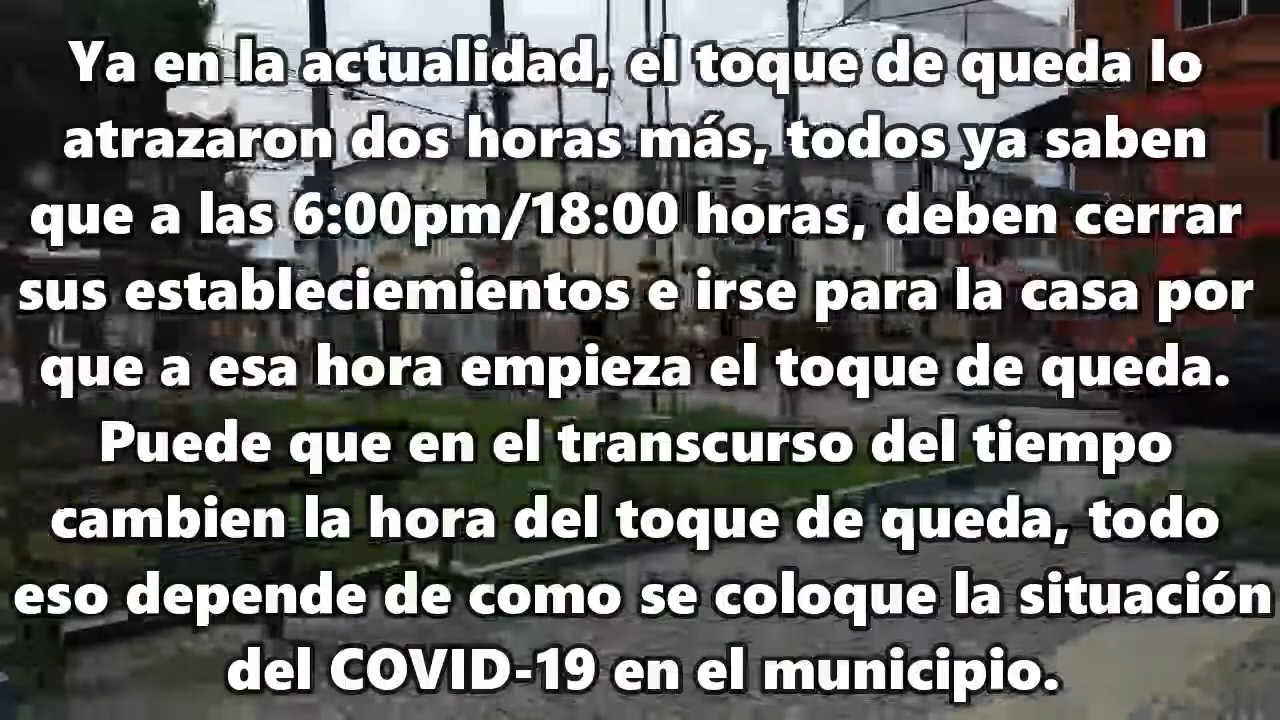 Ya en la actualidad, el toque de queda lo
atrazaron dos horas más, todos ya saben
que a las 6:00pm/18:00 horas, deben cerrar
sus estableciemientos e irse para la casa por
que a esa hora empieza el toque de queda.
Puede que en el transcurso del tiempo
cambien la hora del toque de queda, todo
eso depende de como se coloque la situación
del COVID-19 en el municipio.